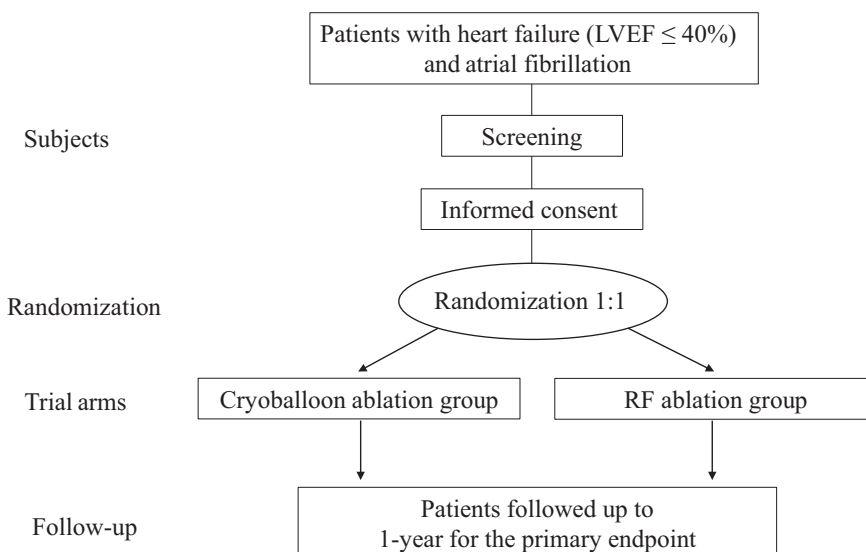 Patients with heart failure (LVEF ≤ 40%)
and atrial fibrillation
Subjects
Screening
Informed consent
Randomization
Randomization 1:1
Trial arms
Cryoballoon ablation group
RF ablation group
Follow-up
Patients followed up to
1-year for the primary endpoint